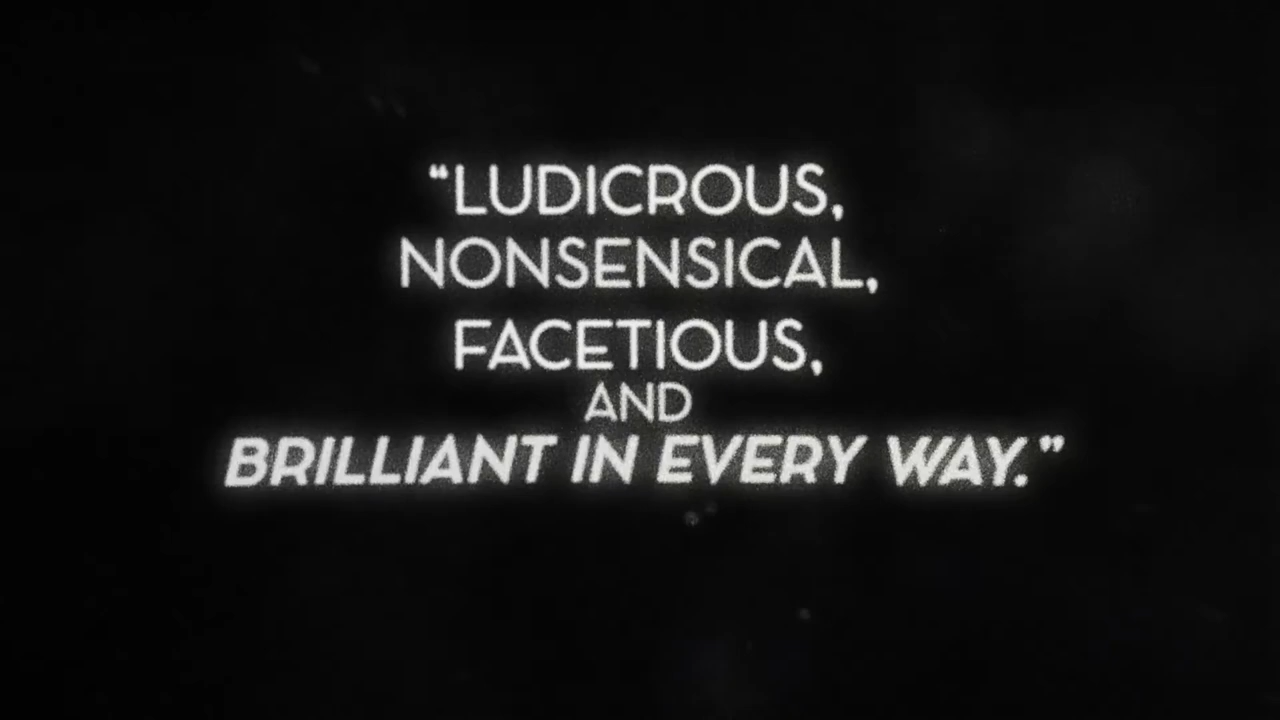 “LUDICROUS,
NONSENSICAL,
FACETIOUS,
AND
BRILLIANT IN EVERY WAY.”